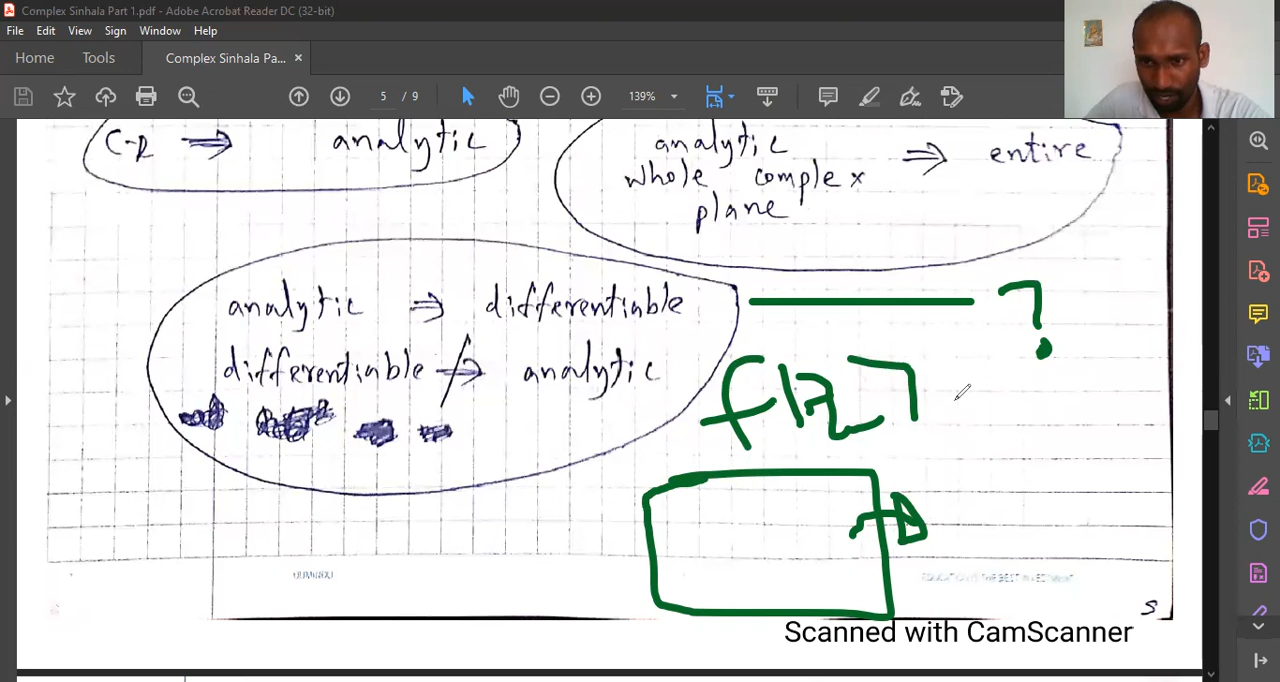 Complex Sinhala Part 1.pdf - Adobe Acrobat Reader DC (32-bit)
File Edit View Sign Window Help
Home Tools Complex Sinhala Pa... ×
5 / 9 139%
C-R ⇒ analytic
analytic
whole complex ⇒ entire
plane
analytic ⇒ differentiable
differentiable ⇏ analytic
?
f(z)
D
5
Scanned with CamScanner